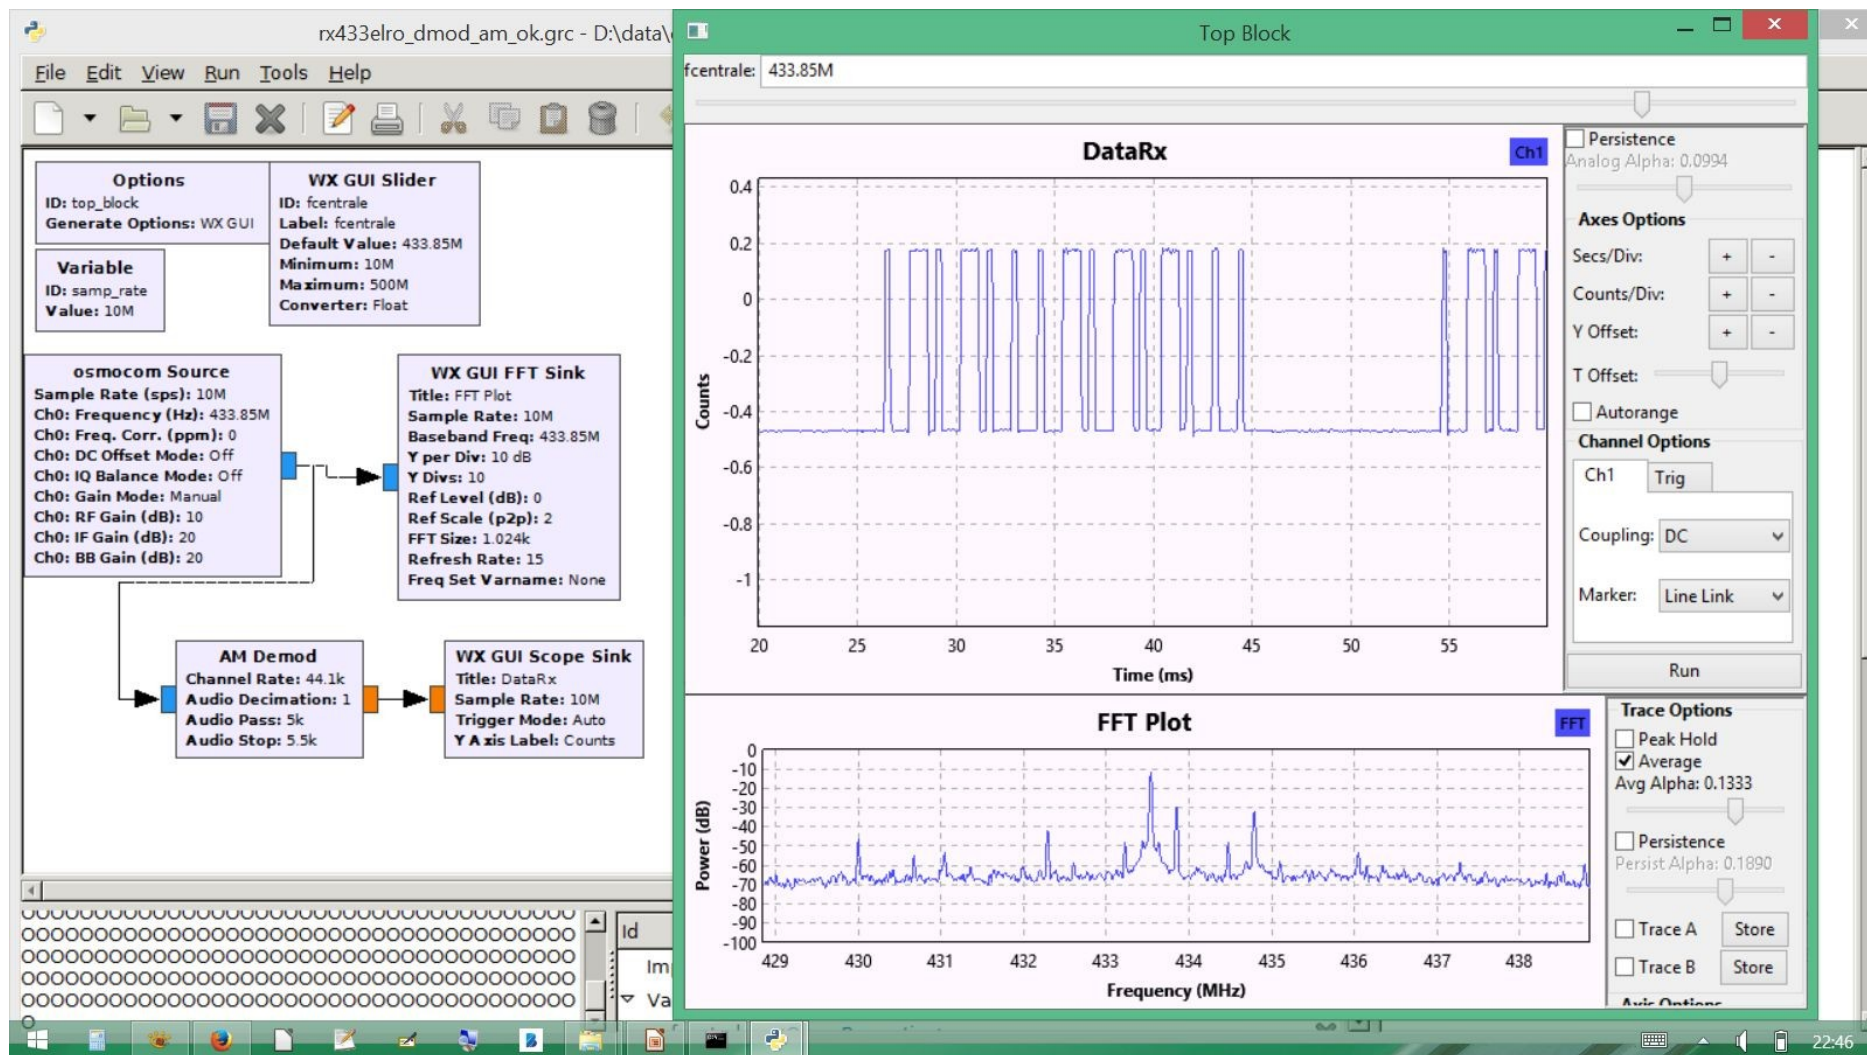 rx433elro_dmod_am_ok.grc - D:\data\
File Edit View Run Tools Help
Options
ID: top_block
Generate Options: WX GUI
WX GUI Slider
ID: fcentrale
Label: fcentrale
Default Value: 433.85M
Minimum: 10M
Maximum: 500M
Converter: Float
Variable
ID: samp_rate
Value: 10M
osmocom Source
Sample Rate (sps): 10M
Ch0: Frequency (Hz): 433.85M
Ch0: Freq. Corr. (ppm): 0
Ch0: DC Offset Mode: Off
Ch0: IQ Balance Mode: Off
Ch0: Gain Mode: Manual
Ch0: RF Gain (dB): 10
Ch0: IF Gain (dB): 20
Ch0: BB Gain (dB): 20
WX GUI FFT Sink
Title: FFT Plot
Sample Rate: 10M
Baseband Freq: 433.85M
Y per Div: 10 dB
Y Divs: 10
Ref Level (dB): 0
Ref Scale (p2p): 2
FFT Size: 1.024k
Refresh Rate: 15
Freq Set Varname: None
AM Demod
Channel Rate: 44.1k
Audio Decimation: 1
Audio Pass: 5k
Audio Stop: 5.5k
WX GUI Scope Sink
Title: DataRx
Sample Rate: 10M
Trigger Mode: Auto
Y Axis Label: Counts
Id
Top Block
fcentrale: 433.85M
DataRx
Ch1
0.4
0.2
0
-0.2
-0.4
-0.6
-0.8
-1
Counts
20 25 30 35 40 45 50 55
Time (ms)
Persistence
Analog Alpha: 0.0994
Axes Options
Secs/Div: + -
Counts/Div: + -
Y Offset: + -
T Offset:
Autorange
Channel Options
Ch1 Trig
Coupling: DC
Marker: Line Link
Run
FFT Plot
FFT
0
-10
-20
-30
-40
-50
-60
-70
-80
-90
-100
Power (dB)
429 430 431 432 433 434 435 436 437 438
Frequency (MHz)
Trace Options
Peak Hold
Average
Avg Alpha: 0.1333
Persistence
Persist Alpha: 0.1890
Trace A Store
Trace B Store
22:46